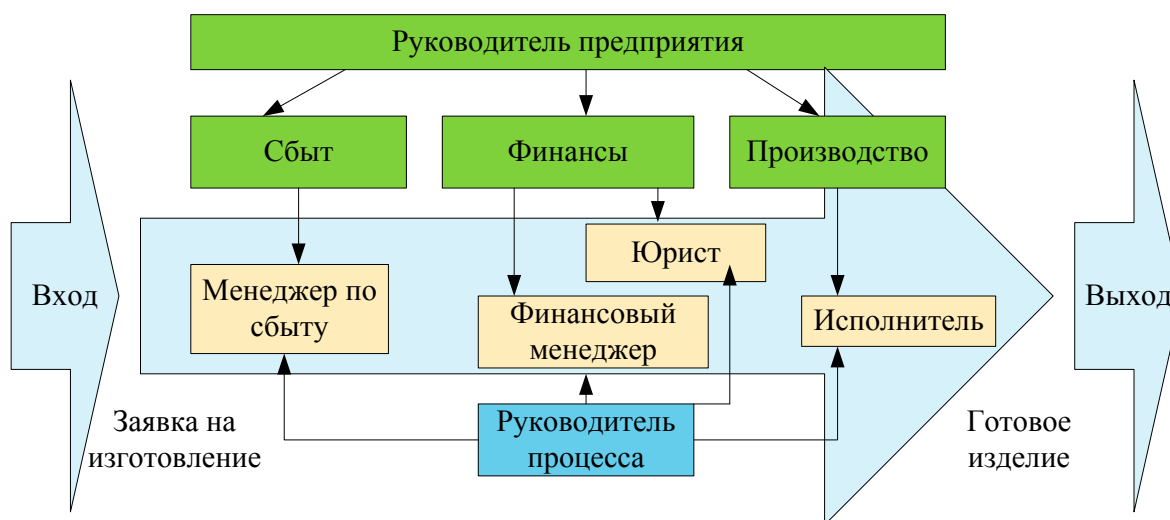 Руководитель предприятия
Сбыт
Финансы
Производство
Юрист
Вход
Менеджер по
сбыту
Финансовый
менеджер
Исполнитель
Выход
Заявка на
изготовление
Руководитель
процесса
Готовое
изделие